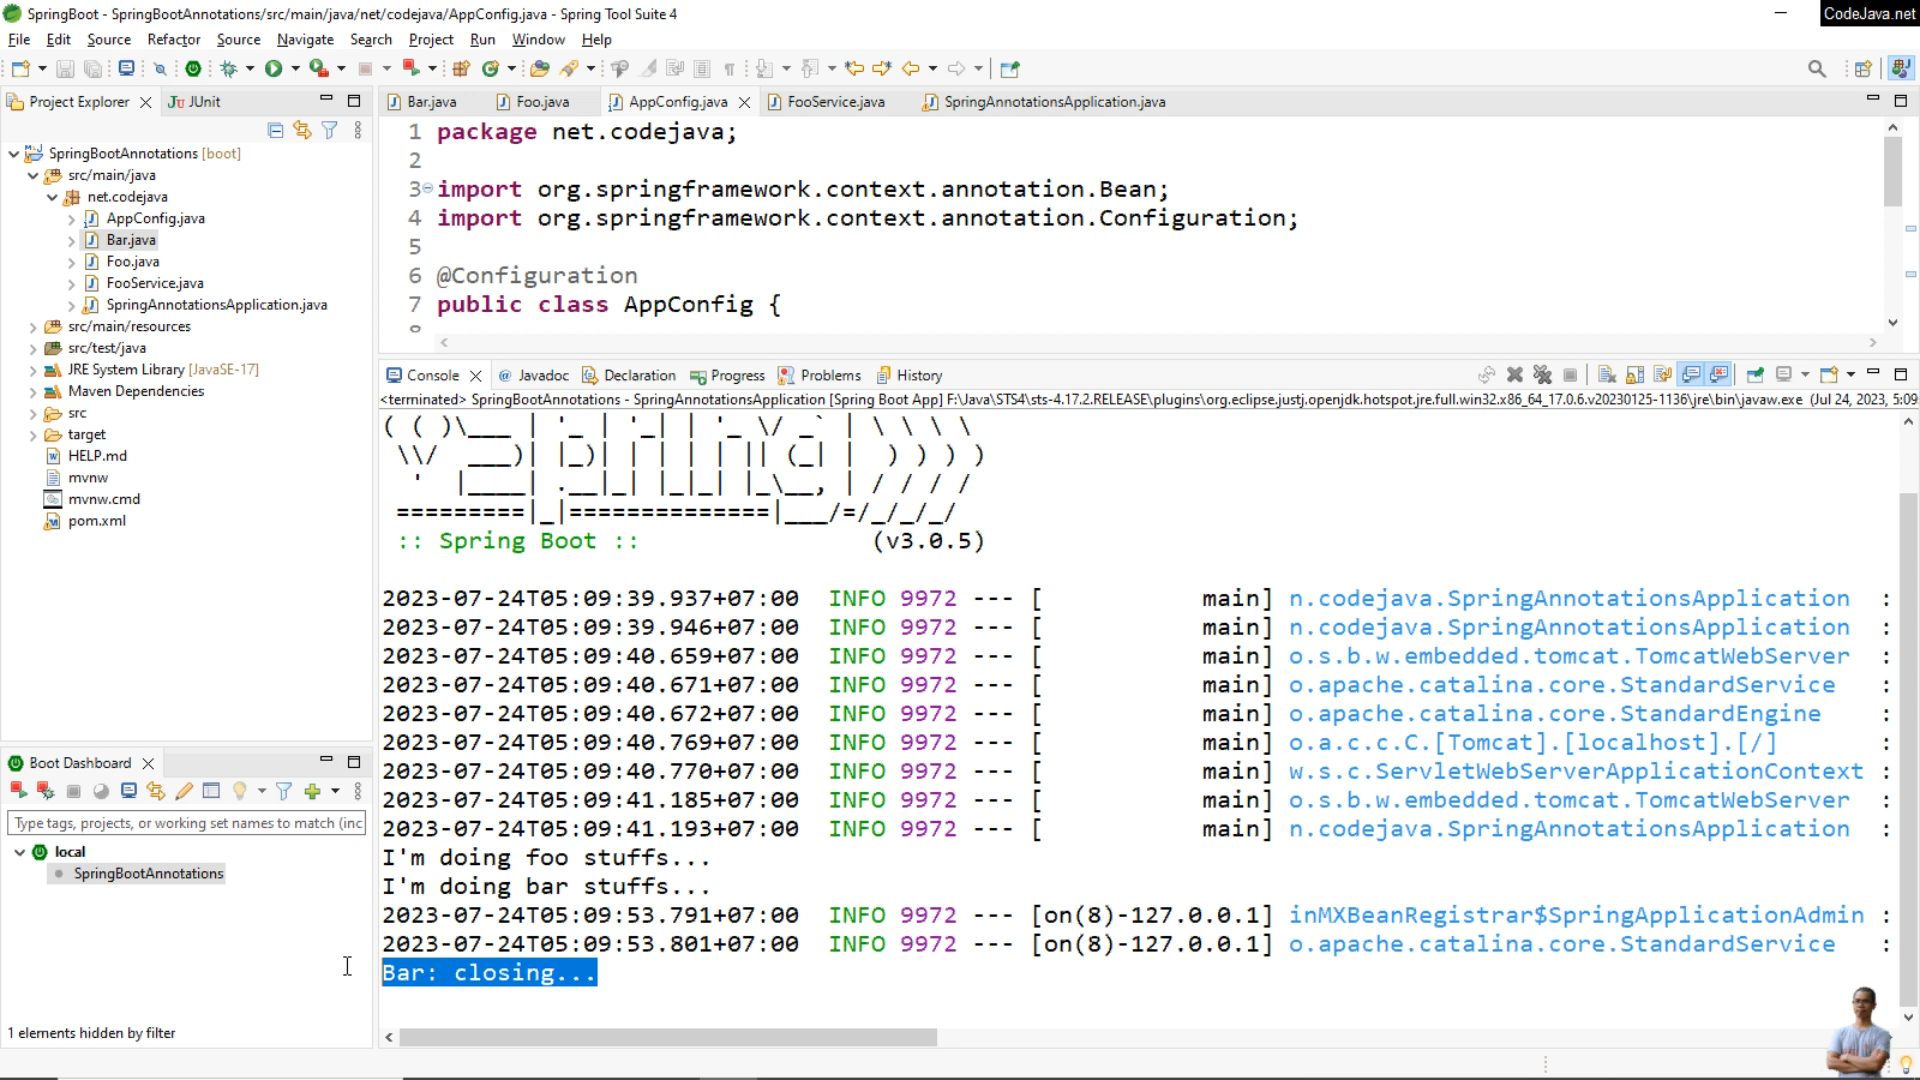 SpringBoot - SpringBootAnnotations/src/main/java/net/codejava/AppConfig.java - Spring Tool Suite 4
CodeJava.net
File Edit Source Refactor Source Navigate Search Project Run Window Help
Project Explorer JUnit
Bar.java Foo.java AppConfig.java FooService.java SpringAnnotationsApplication.java
SpringBootAnnotations [boot]
src/main/java
net.codejava
AppConfig.java
Bar.java
Foo.java
FooService.java
SpringAnnotationsApplication.java
src/main/resources
src/test/java
JRE System Library [JavaSE-17]
Maven Dependencies
src
target
HELP.md
mvnw
mvnw.cmd
pom.xml
1 package net.codejava;
2
3 import org.springframework.context.annotation.Bean;
4 import org.springframework.context.annotation.Configuration;
5
6 @Configuration
7 public class AppConfig {
Console Javadoc Declaration Progress Problems History
<terminated> SpringBootAnnotations - SpringAnnotationsApplication [Spring Boot App] F:\Java\STS4\sts-4.17.2.RELEASE\plugins\org.eclipse.justj.openjdk.hotspot.jre.full.win32.x86_64_17.0.6.v20230125-1136\jre\bin\javaw.exe (Jul 24, 2023, 5:09
( ( )\___ | '_ | '_| | '_ \/ _` | \ \ \ \
\\/  ___)| |_)| | | | | || (_| |  ) ) ) )
'  |____| .__|_| |_|_| |_\__, | / / / /
=========|_|==============|___/=/_/_/_/
:: Spring Boot :: (v3.0.5)
2023-07-24T05:09:39.937+07:00 INFO 9972 --- [ main] n.codejava.SpringAnnotationsApplication :
2023-07-24T05:09:39.946+07:00 INFO 9972 --- [ main] n.codejava.SpringAnnotationsApplication :
2023-07-24T05:09:40.659+07:00 INFO 9972 --- [ main] o.s.b.w.embedded.tomcat.TomcatWebServer :
2023-07-24T05:09:40.671+07:00 INFO 9972 --- [ main] o.apache.catalina.core.StandardService :
2023-07-24T05:09:40.672+07:00 INFO 9972 --- [ main] o.apache.catalina.core.StandardEngine :
2023-07-24T05:09:40.769+07:00 INFO 9972 --- [ main] o.a.c.c.C.[Tomcat].[localhost].[/] :
2023-07-24T05:09:40.770+07:00 INFO 9972 --- [ main] w.s.c.ServletWebServerApplicationContext :
2023-07-24T05:09:41.185+07:00 INFO 9972 --- [ main] o.s.b.w.embedded.tomcat.TomcatWebServer :
2023-07-24T05:09:41.193+07:00 INFO 9972 --- [ main] n.codejava.SpringAnnotationsApplication :
I'm doing foo stuffs...
I'm doing bar stuffs...
2023-07-24T05:09:53.791+07:00 INFO 9972 --- [on(8)-127.0.0.1] inMXBeanRegistrar$SpringApplicationAdmin :
2023-07-24T05:09:53.801+07:00 INFO 9972 --- [on(8)-127.0.0.1] o.apache.catalina.core.StandardService :
Bar: closing...
Boot Dashboard
Type tags, projects, or working set names to match (inc
local
SpringBootAnnotations
1 elements hidden by filter